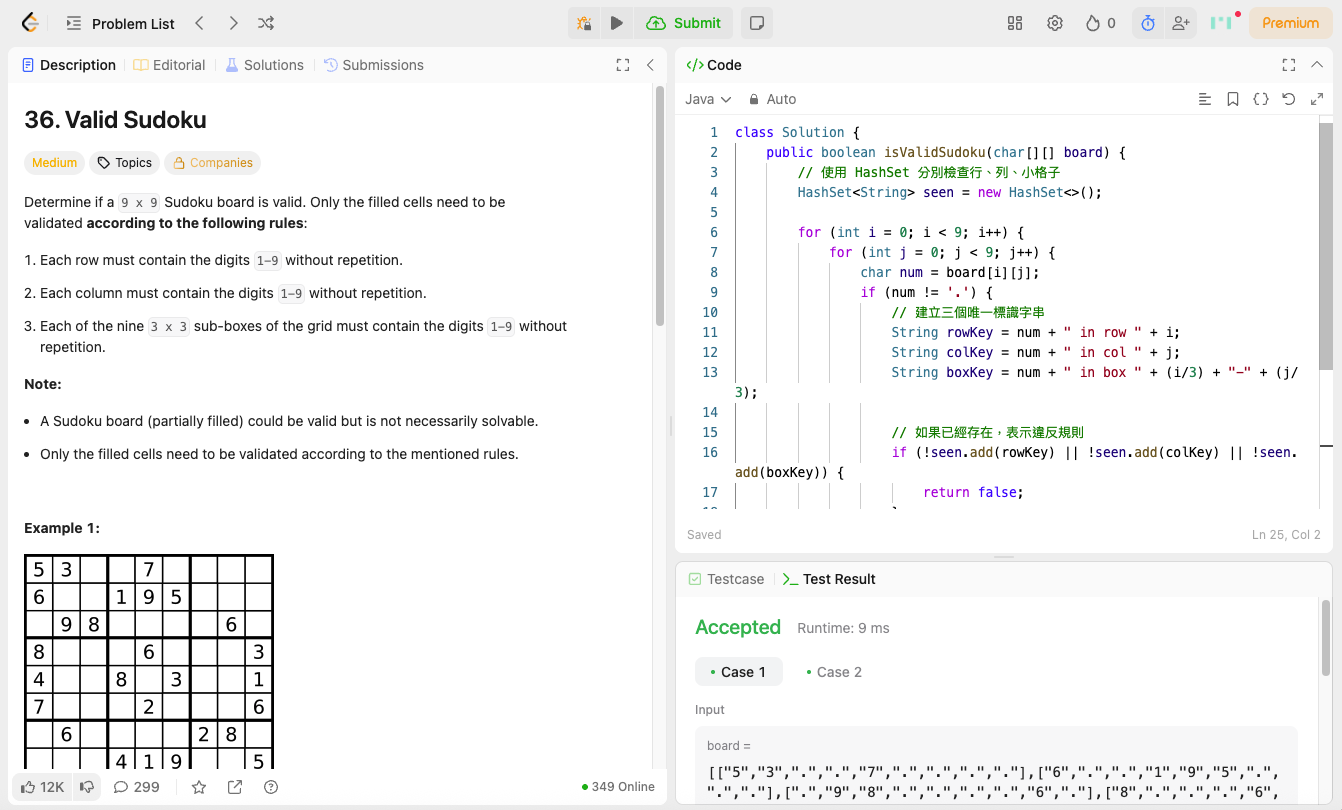 Problem List
Submit
0
Premium
Description
Editorial
Solutions
Submissions
36. Valid Sudoku
Medium
Topics
Companies
Determine if a 9 x 9 Sudoku board is valid. Only the filled cells need to be
validated according to the following rules:
1. Each row must contain the digits 1-9 without repetition.
2. Each column must contain the digits 1-9 without repetition.
3. Each of the nine 3 x 3 sub-boxes of the grid must contain the digits 1-9 without
repetition.
Note:
• A Sudoku board (partially filled) could be valid but is not necessarily solvable.
• Only the filled cells need to be validated according to the mentioned rules.
Example 1:
5 3 7
6 1 9 5
9 8 6
8 6 3
4 8 3 1
7 2 6
6 2 8
4 1 9 5
12K
299
349 Online
</> Code
Java
Auto
1 class Solution {
2 public boolean isValidSudoku(char[][] board) {
3 // 使用 HashSet 分別檢查行、列、小格子
4 HashSet<String> seen = new HashSet<>();
5
6 for (int i = 0; i < 9; i++) {
7 for (int j = 0; j < 9; j++) {
8 char num = board[i][j];
9 if (num != '.') {
10 // 建立三個唯一標識字串
11 String rowKey = num + " in row " + i;
12 String colKey = num + " in col " + j;
13 String boxKey = num + " in box " + (i/3) + "-" + (j/
3);
14
15 // 如果已經存在，表示違反規則
16 if (!seen.add(rowKey) || !seen.add(colKey) || !seen.
add(boxKey)) {
17 return false;
Saved
Ln 25, Col 2
Testcase
Test Result
Accepted
Runtime: 9 ms
• Case 1
• Case 2
Input
board =
[["5","3",".",".","7",".",".",".","."],["6",".",".","1","9","5",".",
".","."],[".","9","8",".",".",".",".","6","."],["8",".",".",".","6",